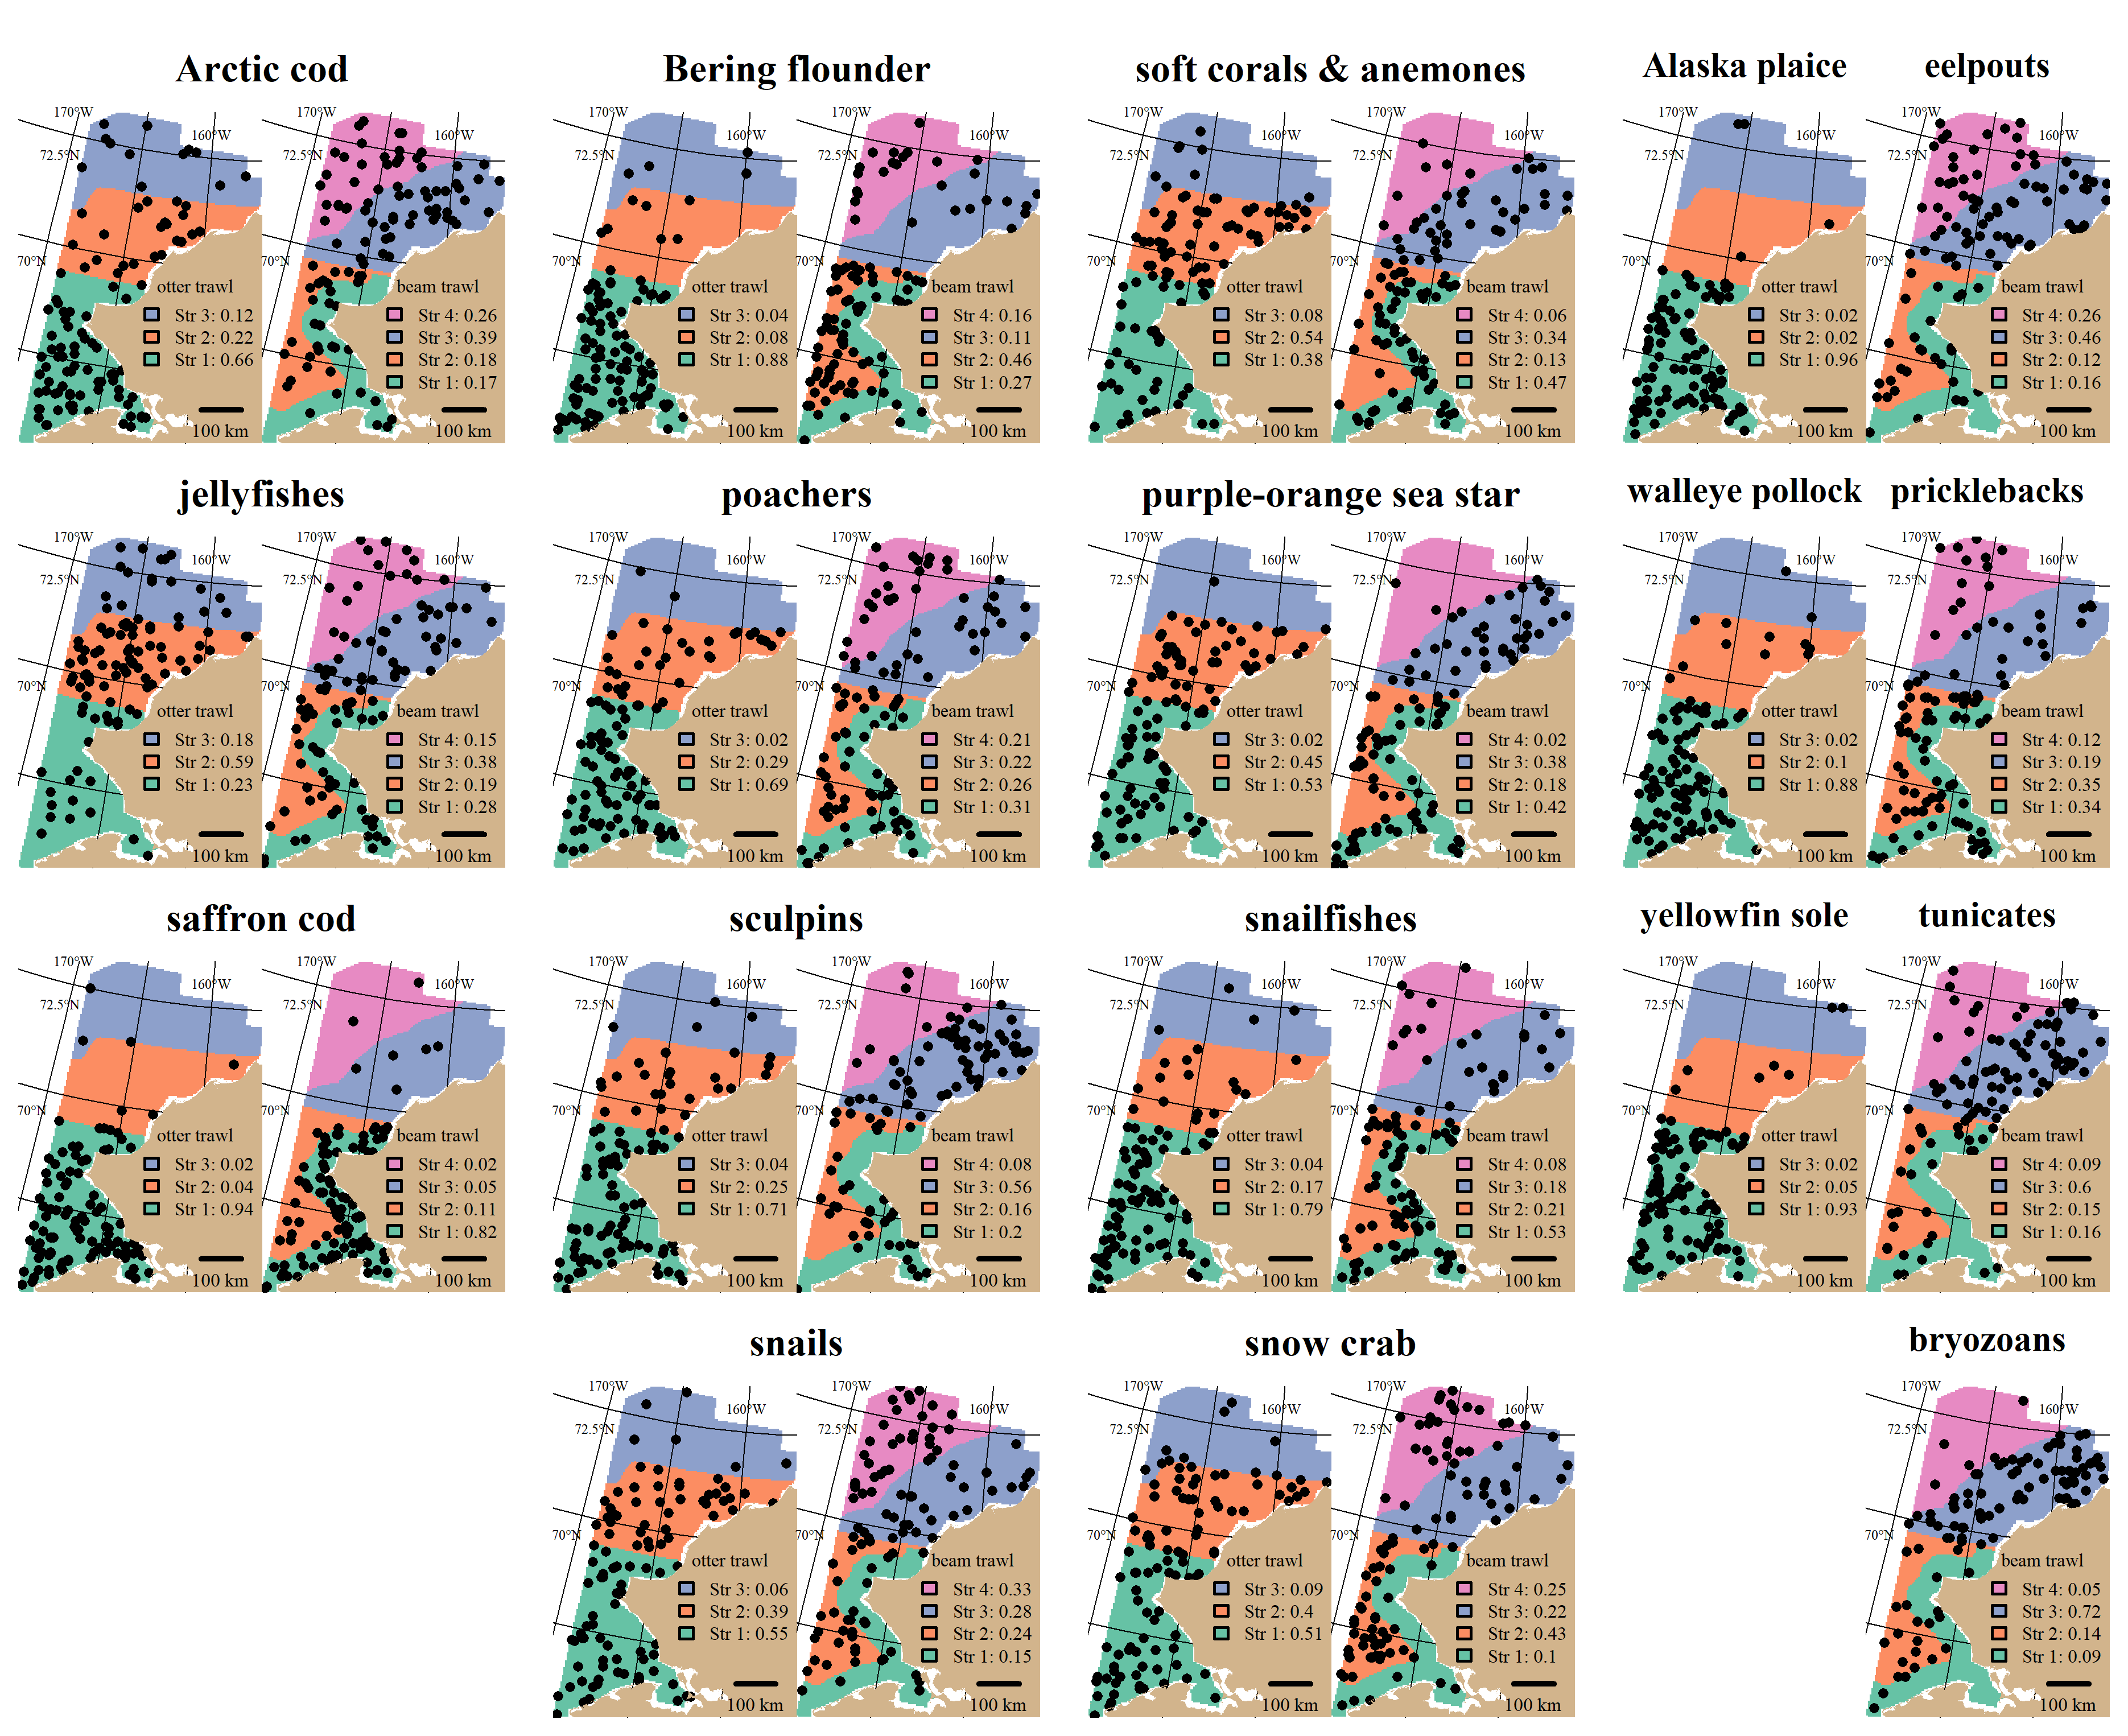 Arctic cod
Bering flounder
soft corals & anemones
Alaska plaice
eelpouts
170°W
160°W
72.5°N
70°N
otter trawl
Str 3: 0.12
Str 2: 0.22
Str 1: 0.66
100 km
170°W
160°W
72.5°N
70°N
beam trawl
Str 4: 0.26
Str 3: 0.39
Str 2: 0.18
Str 1: 0.17
100 km
170°W
160°W
72.5°N
70°N
otter trawl
Str 3: 0.04
Str 2: 0.08
Str 1: 0.88
100 km
170°W
160°W
72.5°N
70°N
beam trawl
Str 4: 0.16
Str 3: 0.11
Str 2: 0.46
Str 1: 0.27
100 km
170°W
160°W
72.5°N
70°N
otter trawl
Str 3: 0.08
Str 2: 0.54
Str 1: 0.38
100 km
170°W
160°W
72.5°N
70°N
beam trawl
Str 4: 0.06
Str 3: 0.34
Str 2: 0.13
Str 1: 0.47
100 km
170°W
160°W
72.5°N
70°N
otter trawl
Str 3: 0.02
Str 2: 0.02
Str 1: 0.96
100 km
170°W
160°W
72.5°N
70°N
beam trawl
Str 4: 0.26
Str 3: 0.46
Str 2: 0.12
Str 1: 0.16
100 km
jellyfishes
poachers
purple-orange sea star
walleye pollock
pricklebacks
170°W
160°W
72.5°N
70°N
otter trawl
Str 3: 0.18
Str 2: 0.59
Str 1: 0.23
100 km
170°W
160°W
72.5°N
70°N
beam trawl
Str 4: 0.15
Str 3: 0.38
Str 2: 0.19
Str 1: 0.28
100 km
170°W
160°W
72.5°N
70°N
otter trawl
Str 3: 0.02
Str 2: 0.29
Str 1: 0.69
100 km
170°W
160°W
72.5°N
70°N
beam trawl
Str 4: 0.21
Str 3: 0.22
Str 2: 0.26
Str 1: 0.31
100 km
170°W
160°W
72.5°N
70°N
otter trawl
Str 3: 0.02
Str 2: 0.45
Str 1: 0.53
100 km
170°W
160°W
72.5°N
70°N
beam trawl
Str 4: 0.02
Str 3: 0.38
Str 2: 0.18
Str 1: 0.42
100 km
170°W
160°W
72.5°N
70°N
otter trawl
Str 3: 0.02
Str 2: 0.1
Str 1: 0.88
100 km
170°W
160°W
72.5°N
70°N
beam trawl
Str 4: 0.12
Str 3: 0.19
Str 2: 0.35
Str 1: 0.34
100 km
saffron cod
sculpins
snailfishes
yellowfin sole
tunicates
170°W
160°W
72.5°N
70°N
otter trawl
Str 3: 0.02
Str 2: 0.04
Str 1: 0.94
100 km
170°W
160°W
72.5°N
70°N
beam trawl
Str 4: 0.02
Str 3: 0.05
Str 2: 0.11
Str 1: 0.82
100 km
170°W
160°W
72.5°N
70°N
otter trawl
Str 3: 0.04
Str 2: 0.25
Str 1: 0.71
100 km
170°W
160°W
72.5°N
70°N
beam trawl
Str 4: 0.08
Str 3: 0.56
Str 2: 0.16
Str 1: 0.2
100 km
170°W
160°W
72.5°N
70°N
otter trawl
Str 3: 0.04
Str 2: 0.17
Str 1: 0.79
100 km
170°W
160°W
72.5°N
70°N
beam trawl
Str 4: 0.08
Str 3: 0.18
Str 2: 0.21
Str 1: 0.53
100 km
170°W
160°W
72.5°N
70°N
otter trawl
Str 3: 0.02
Str 2: 0.05
Str 1: 0.93
100 km
170°W
160°W
72.5°N
70°N
beam trawl
Str 4: 0.09
Str 3: 0.6
Str 2: 0.15
Str 1: 0.16
100 km
snails
snow crab
bryozoans
170°W
160°W
72.5°N
70°N
otter trawl
Str 3: 0.06
Str 2: 0.39
Str 1: 0.55
100 km
170°W
160°W
72.5°N
70°N
beam trawl
Str 4: 0.33
Str 3: 0.28
Str 2: 0.24
Str 1: 0.15
100 km
170°W
160°W
72.5°N
70°N
otter trawl
Str 3: 0.09
Str 2: 0.4
Str 1: 0.51
100 km
170°W
160°W
72.5°N
70°N
beam trawl
Str 4: 0.25
Str 3: 0.22
Str 2: 0.43
Str 1: 0.1
100 km
170°W
160°W
72.5°N
70°N
beam trawl
Str 4: 0.05
Str 3: 0.72
Str 2: 0.14
Str 1: 0.09
100 km